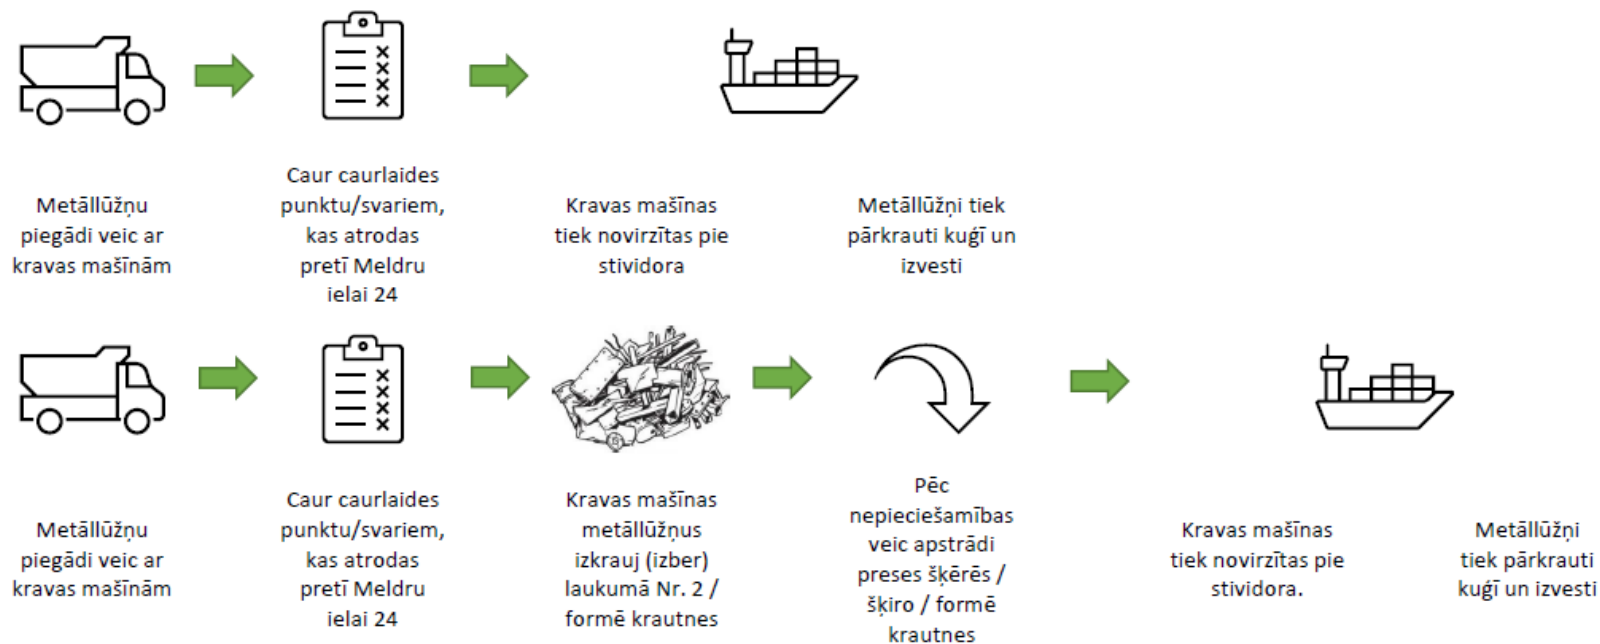 Metāllūžņu
piegādi veic ar
kravas mašīnām
Caur caurlaides
punktu/svariem,
kas atrodas
pretī Meldru
ielai 24
Kravas mašīnas
tiek novirzītas pie
stividora
Metāllūžņi tiek
pārkrauti kuģī un
izvesti
Metāllūžņu
piegādi veic ar
kravas mašīnām
Caur caurlaides
punktu/svariem,
kas atrodas
pretī Meldru
ielai 24
Kravas mašīnas
metāllūžņus
izkrauj (izber)
laukumā Nr. 2 /
formē krautnes
Pēc
nepieciešamības
veic apstrādi
preses šķērēs /
šķiro / formē
krautnes
Kravas mašīnas
tiek novirzītas pie
stividora.
Metāllūžņi
tiek pārkrauti
kuģī un izvesti